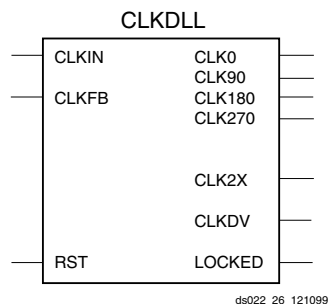 CLKDLL
CLKIN CLK0
CLK90
CLKFB CLK180
CLK270
CLK2X
CLKDV
RST LOCKED
ds022_26_121099